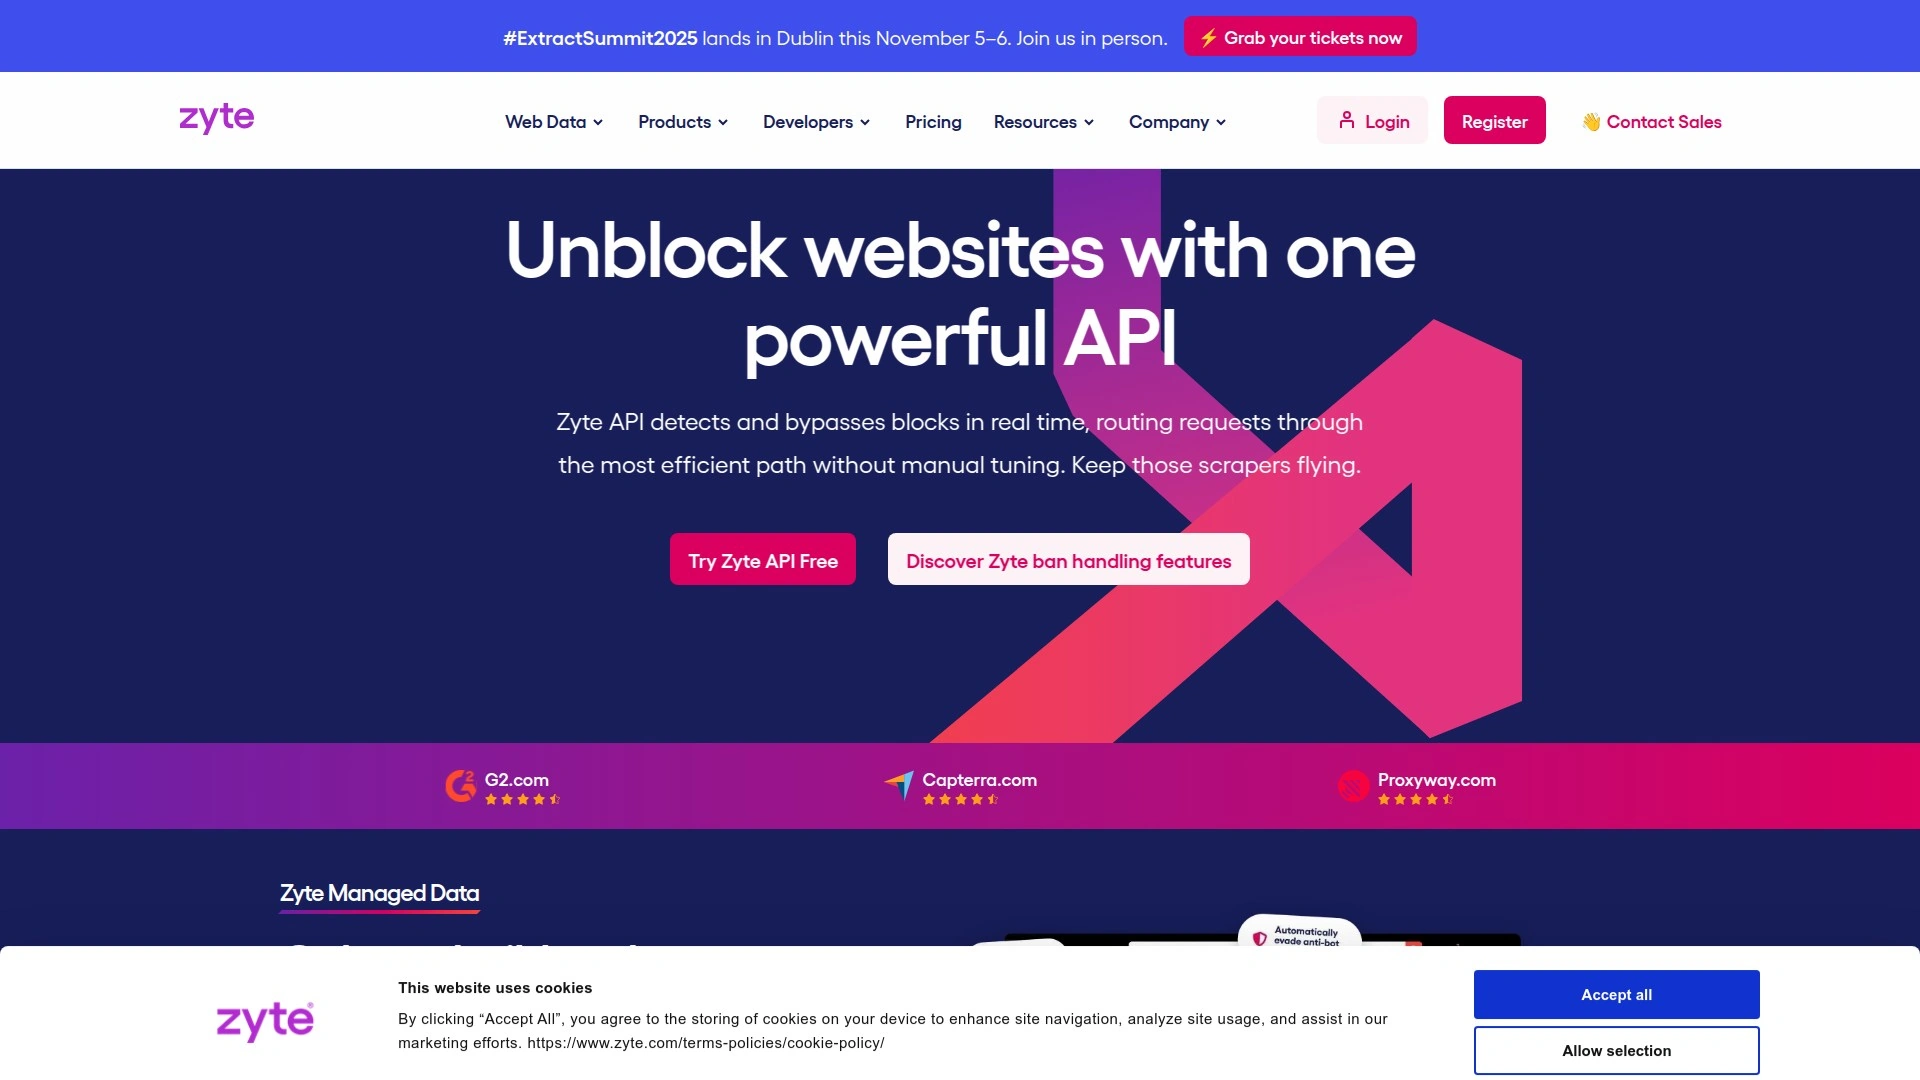 #ExtractSummit2025 lands in Dublin this November 5–6. Join us in person.
⚡ Grab your tickets now
zyte
Web Data
Products
Developers
Pricing
Resources
Company
Login
Register
👋 Contact Sales
Unblock websites with one
powerful API
Zyte API detects and bypasses blocks in real time, routing requests through
the most efficient path without manual tuning. Keep those scrapers flying.
Try Zyte API Free
Discover Zyte ban handling features
G2.com
Capterra.com
Proxyway.com
Zyte Managed Data
Automatically
evade anti-bot
zyte®
This website uses cookies
By clicking “Accept All”, you agree to the storing of cookies on your device to enhance site navigation, analyze site usage, and assist in our
marketing efforts. https://www.zyte.com/terms-policies/cookie-policy/
Accept all
Allow selection